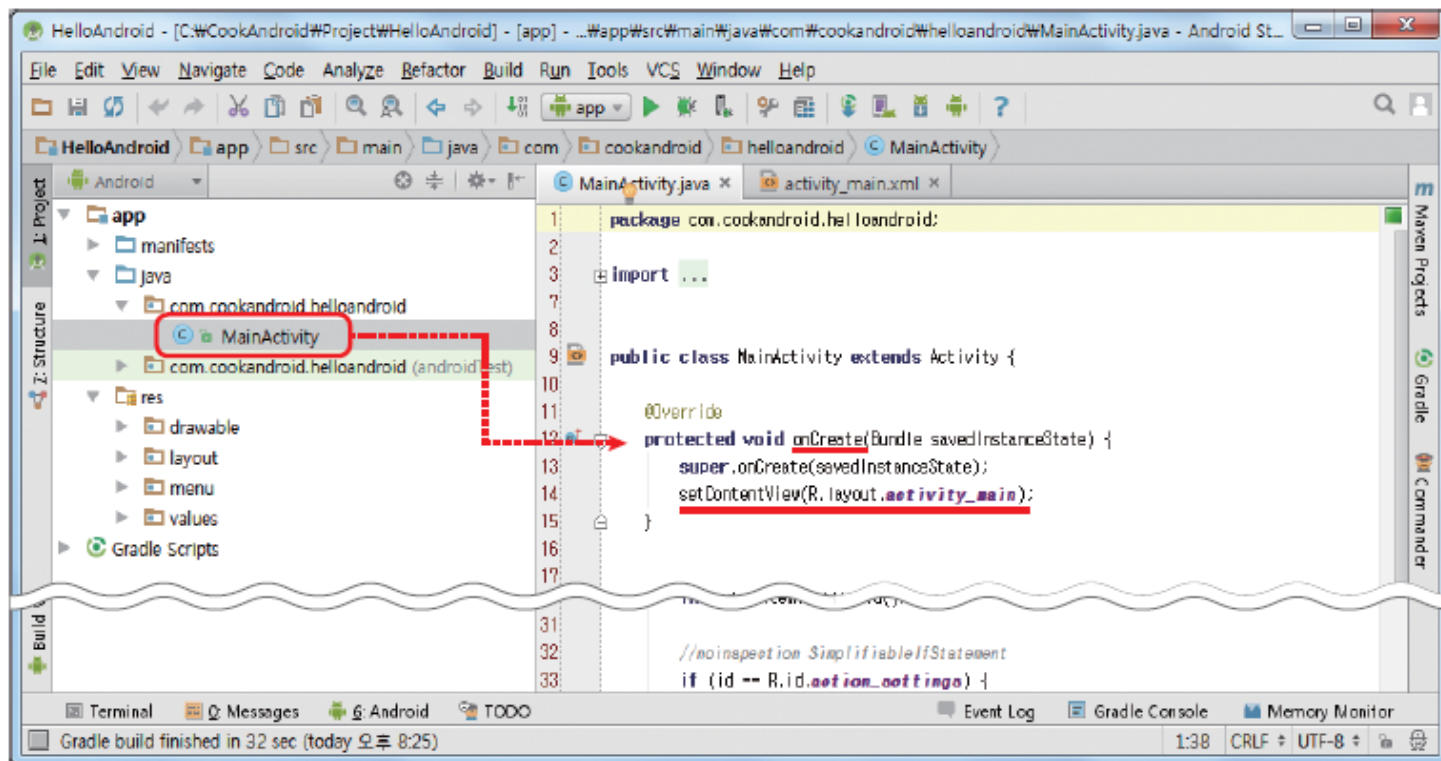 HelloAndroid - [C:₩CookAndroid₩Project₩HelloAndroid] - [app] - ...₩app₩src₩main₩java₩com₩cookandroid₩helloandroid₩MainActivity.java - Android St...
File Edit View Navigate Code Analyze Refactor Build Run Tools VCS Window Help
app
HelloAndroid app src main java com cookandroid helloandroid MainActivity
1: Project
7: Structure
Build
Android
app
manifests
java
com.cookandroid.helloandroid
MainActivity
com.cookandroid.helloandroid (androidTest)
res
drawable
layout
menu
values
Gradle Scripts
MainActivity.java activity_main.xml
1 package com.cookandroid.helloandroid;
2
3 import ...
7
8
9 public class MainActivity extends Activity {
10
11 @Override
12 protected void onCreate(Bundle savedInstanceState) {
13 super.onCreate(savedInstanceState);
14 setContentView(R.layout.activity_main);
15 }
16
17
31
32 //noinspection SimplifiableIfStatement
33 if (id == R.id.action_settings) {
m Maven Projects
Gradle
Commander
Terminal 0: Messages 6: Android TODO Event Log Gradle Console Memory Monitor
Gradle build finished in 32 sec (today 오후 8:25) 1:38 CRLF UTF-8